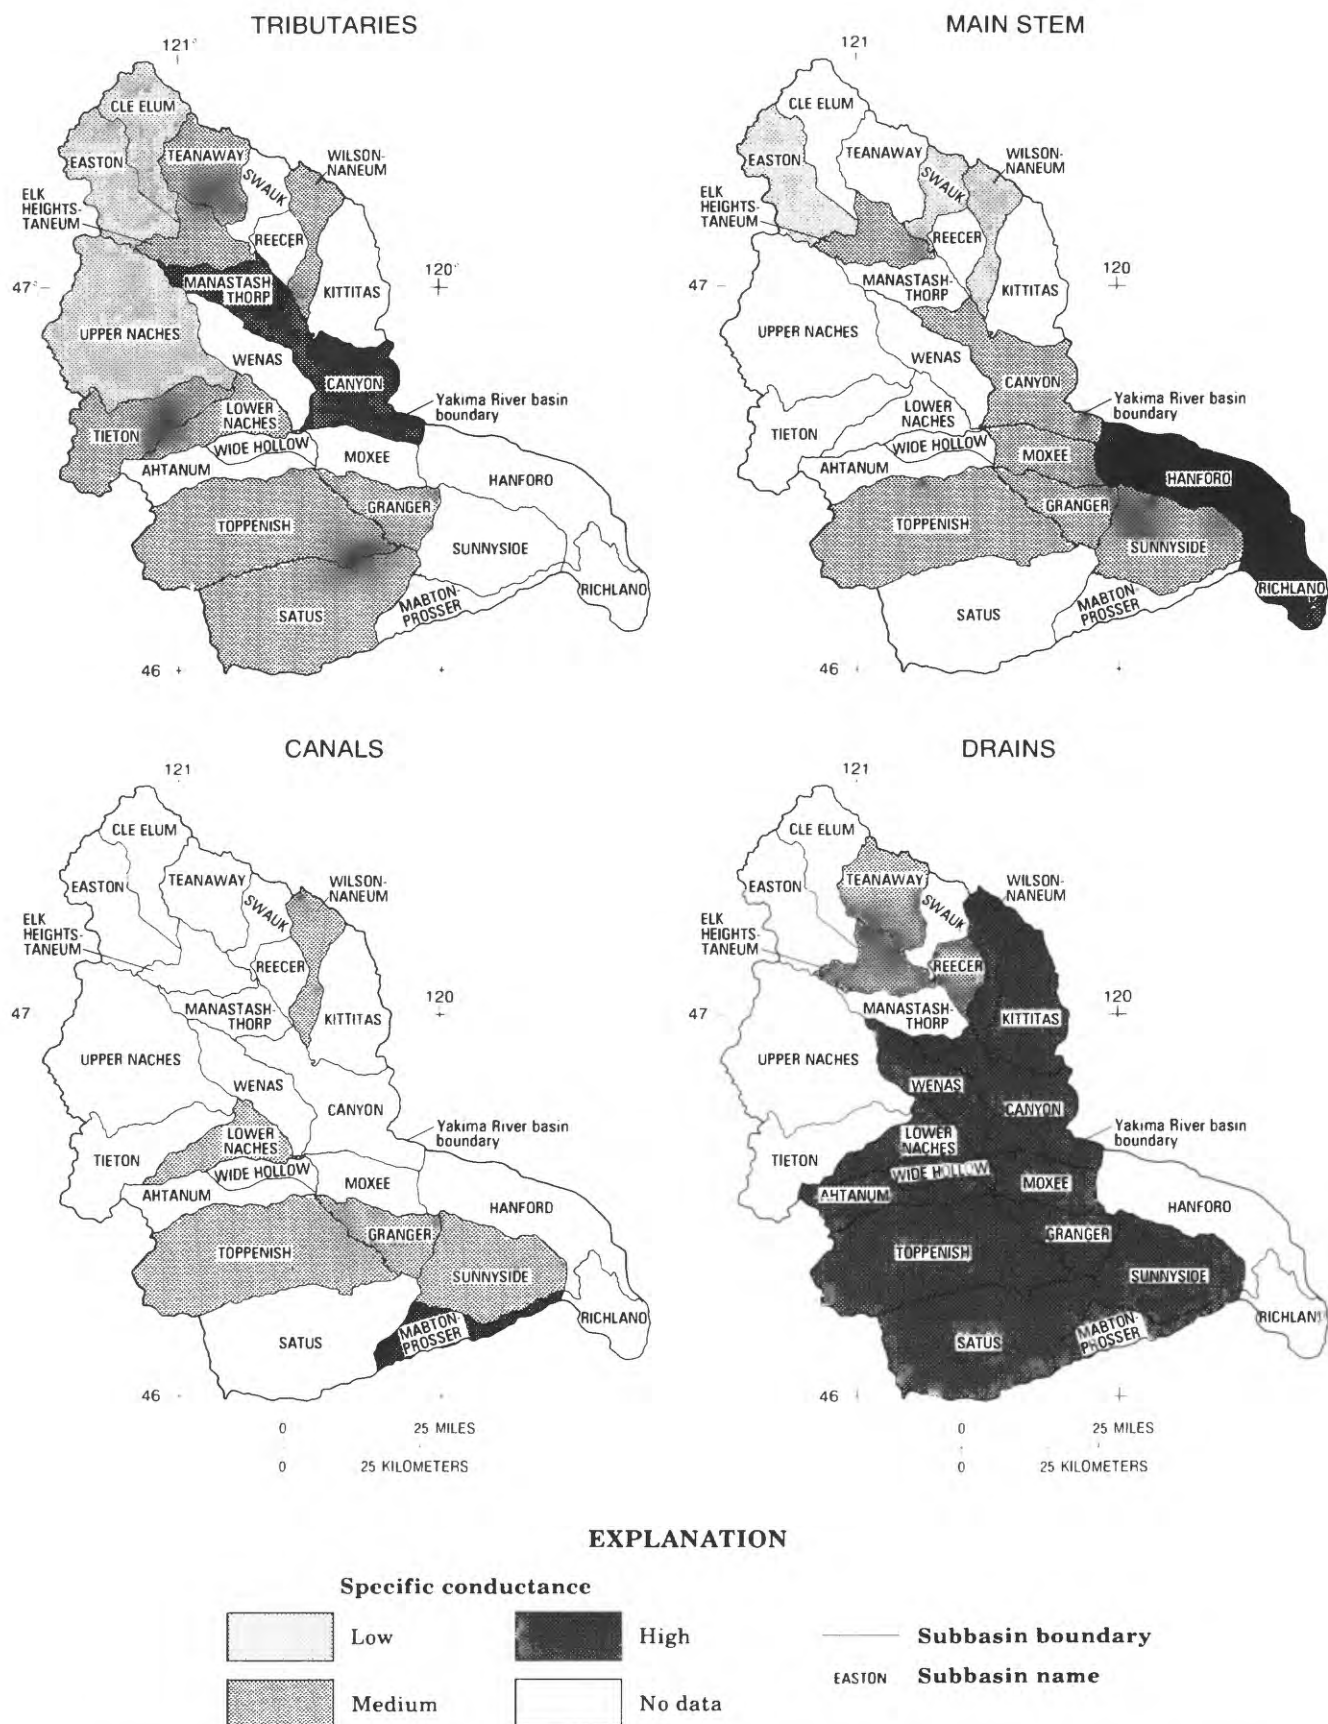 TRIBUTARIES
121°
CLE ELUM
EASTON
TEANAWAY
SWAUK
WILSON-
NANEUM
ELK
HEIGHTS-
TANEUM
REECER
MANASTASH
THORP
KITTITAS
120°
47°
UPPER NACHES
WENAS
CANYON
Yakima River basin
boundary
LOWER
NACHES
TIETON
WIDE HOLLOW
AHTANUM
MOXEE
HANFORO
GRANGER
TOPPENISH
SUNNYSIDE
SATUS
MABTON-
PROSSER
RICHLANO
46
MAIN STEM
121
CLE ELUM
EASTON
TEANAWAY
SWAUK
WILSON-
NANEUM
ELK
HEIGHTS-
TANEUM
REECER
MANASTASH-
THORP
KITTITAS
120
47
UPPER NACHES
WENAS
CANYON
Yakima River basin
boundary
LOWER
NACHES
TIETON
WIDE HOLLOW
AHTANUM
MOXEE
HANFORO
GRANGER
TOPPENISH
SUNNYSIDE
SATUS
MABTON-
PROSSER
RICHLANO
46
CANALS
121
CLE ELUM
EASTON
TEANAWAY
SWAUK
WILSON-
NANEUM
ELK
HEIGHTS-
TANEUM
REECER
MANASTASH-
THORP
KITTITAS
120
47
UPPER NACHES
WENAS
CANYON
Yakima River basin
boundary
LOWER
NACHES
TIETON
WIDE HOLLOW
AHTANUM
MOXEE
HANFORD
GRANGER
TOPPENISH
SUNNYSIDE
SATUS
MABTON-
PROSSER
RICHLANO
46
0 25 MILES
0 25 KILOMETERS
DRAINS
121
CLE ELUM
EASTON
TEANAWAY
SWAUK
WILSON-
NANEUM
ELK
HEIGHTS-
TANEUM
REECER
MANASTASH-
THORP
KITTITAS
120
47
UPPER NACHES
WENAS
CANYON
Yakima River basin
boundary
LOWER
NACHES
TIETON
WIDE HOLLOW
AHTANUM
MOXEE
HANFORO
GRANGER
TOPPENISH
SUNNYSIDE
SATUS
MABTON-
PROSSER
46
0 25 MILES
0 25 KILOMETERS
EXPLANATION
Specific conductance
Low
High
Medium
No data
Subbasin boundary
EASTON Subbasin name